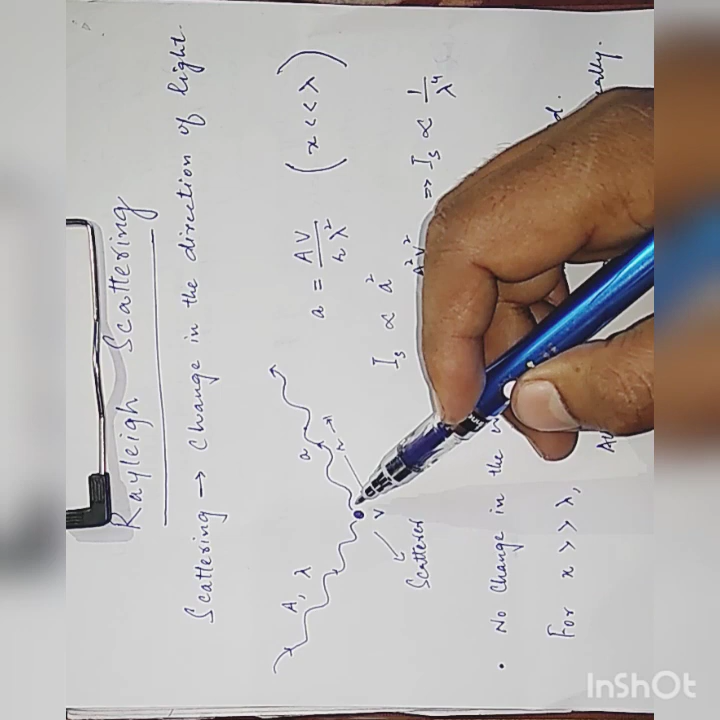 Rayleigh Scattering
Scattering → Change in the direction of light.
A, λ
a
r
V
Scatterer
a = AV / rλ² (x << λ)
Iₛ ∝ a²
A²V² ⇒ Iₛ ∝ 1/λ⁴
• No change in the
For x >> λ,
InShOt